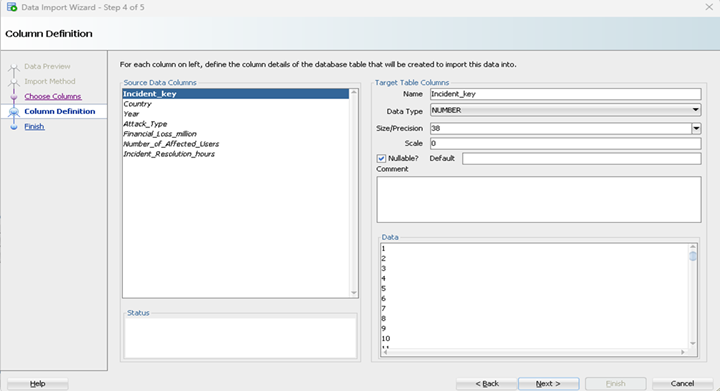 Data Import Wizard - Step 4 of 5
Column Definition
Data Preview
Import Method
Choose Columns
Column Definition
Finish
For each column on left, define the column details of the database table that will be created to import this data into.
Source Data Columns
Incident_key
Country
Year
Attack_Type
Financial_Loss_million
Number_of_Affected_Users
Incident_Resolution_hours
Status
Target Table Columns
Name Incident_key
Data Type NUMBER
Size/Precision 38
Scale 0
Nullable? Default
Comment
Data
1
2
3
4
5
6
7
8
9
10
Help
< Back
Next >
Finish
Cancel